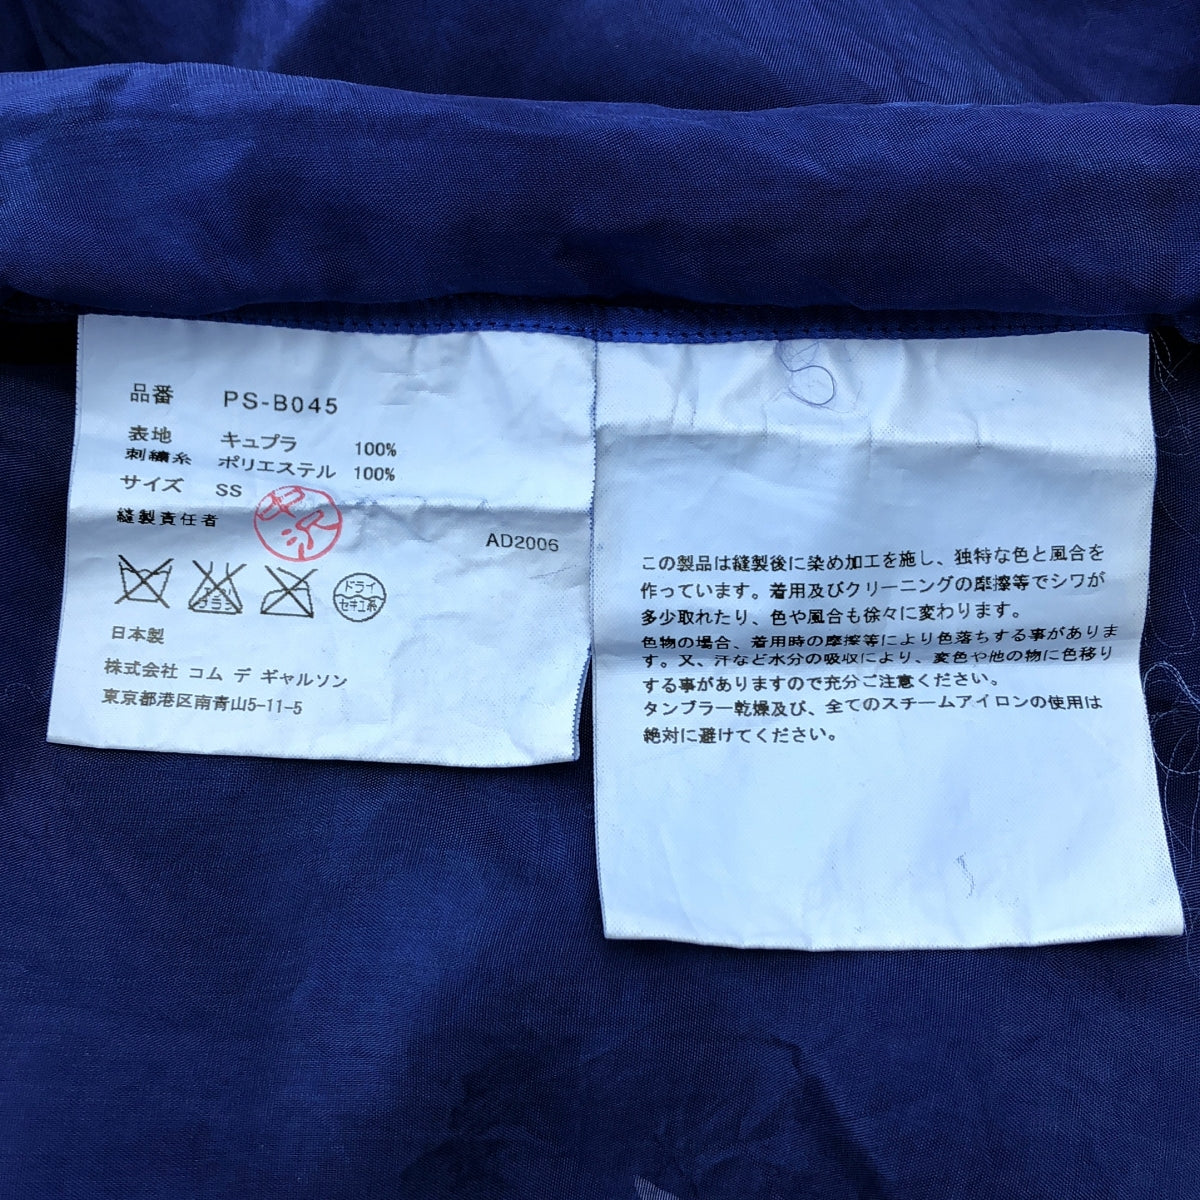 品番 PS-B045
表地 キュプラ 100%
刺繍糸 ポリエステル 100%
サイズ SS
縫製責任者
AD2006
ドライ
セキユ系
日本製
株式会社 コム デ ギャルソン
東京都港区南青山5-11-5
この製品は縫製後に染め加工を施し、独特な色と風合を
作っています。着用及びクリーニングの摩擦等でシワが
多少取れたり、色や風合も徐々に変わります。
色物の場合、着用時の摩擦等により色落ちする事がありま
す。又、汗など水分の吸収により、変色や他の物に色移り
する事がありますので充分ご注意ください。
タンブラー乾燥及び、全てのスチームアイロンの使用は
絶対に避けてください。